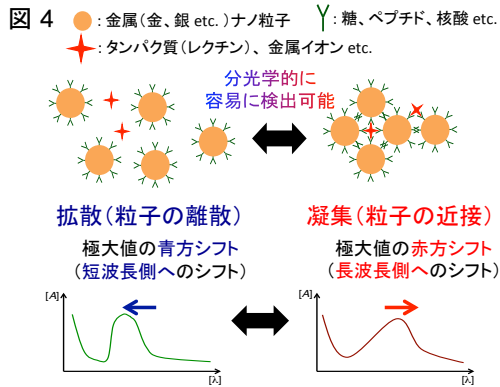 図 4
：金属（金、銀 etc.）ナノ粒子
：糖、ペプチド、核酸 etc.
：タンパク質（レクチン）、金属イオン etc.
分光学的に
容易に検出可能
拡散（粒子の離散）
極大値の青方シフト
（短波長側へのシフト）
凝集（粒子の近接）
極大値の赤方シフト
（長波長側へのシフト）
[A]
[λ]
[A]
[λ]